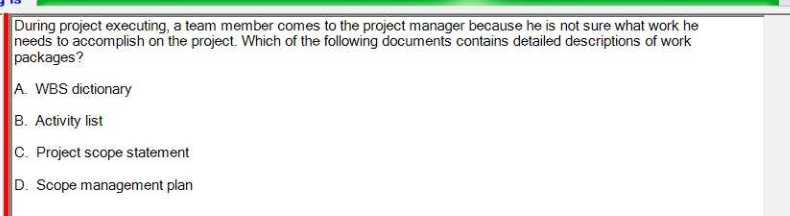 During project executing, a team member comes to the project manager because he is not sure what work he
needs to accomplish on the project. Which of the following documents contains detailed descriptions of work
packages?
A. WBS dictionary
B. Activity list
C. Project scope statement
D. Scope management plan